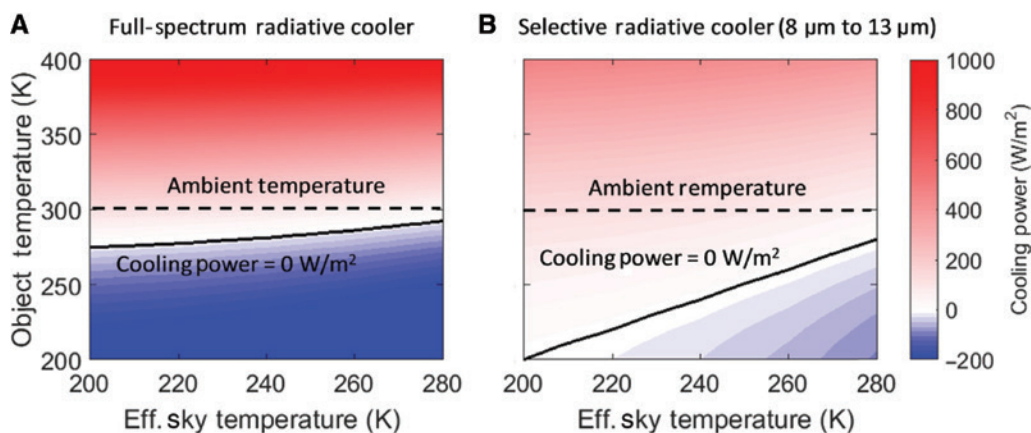 A Full-spectrum radiative cooler
B Selective radiative cooler (8 µm to 13 µm)
Object temperature (K)
400
350
300
250
200
Ambient temperature
Cooling power = 0 W/m²
200 220 240 260 280
Eff. sky temperature (K)
Ambient remperature
Cooling power = 0 W/m²
200 220 240 260 280
Eff. sky temperature (K)
1000
800
600
400
200
0
−200
Cooling power (W/m²)